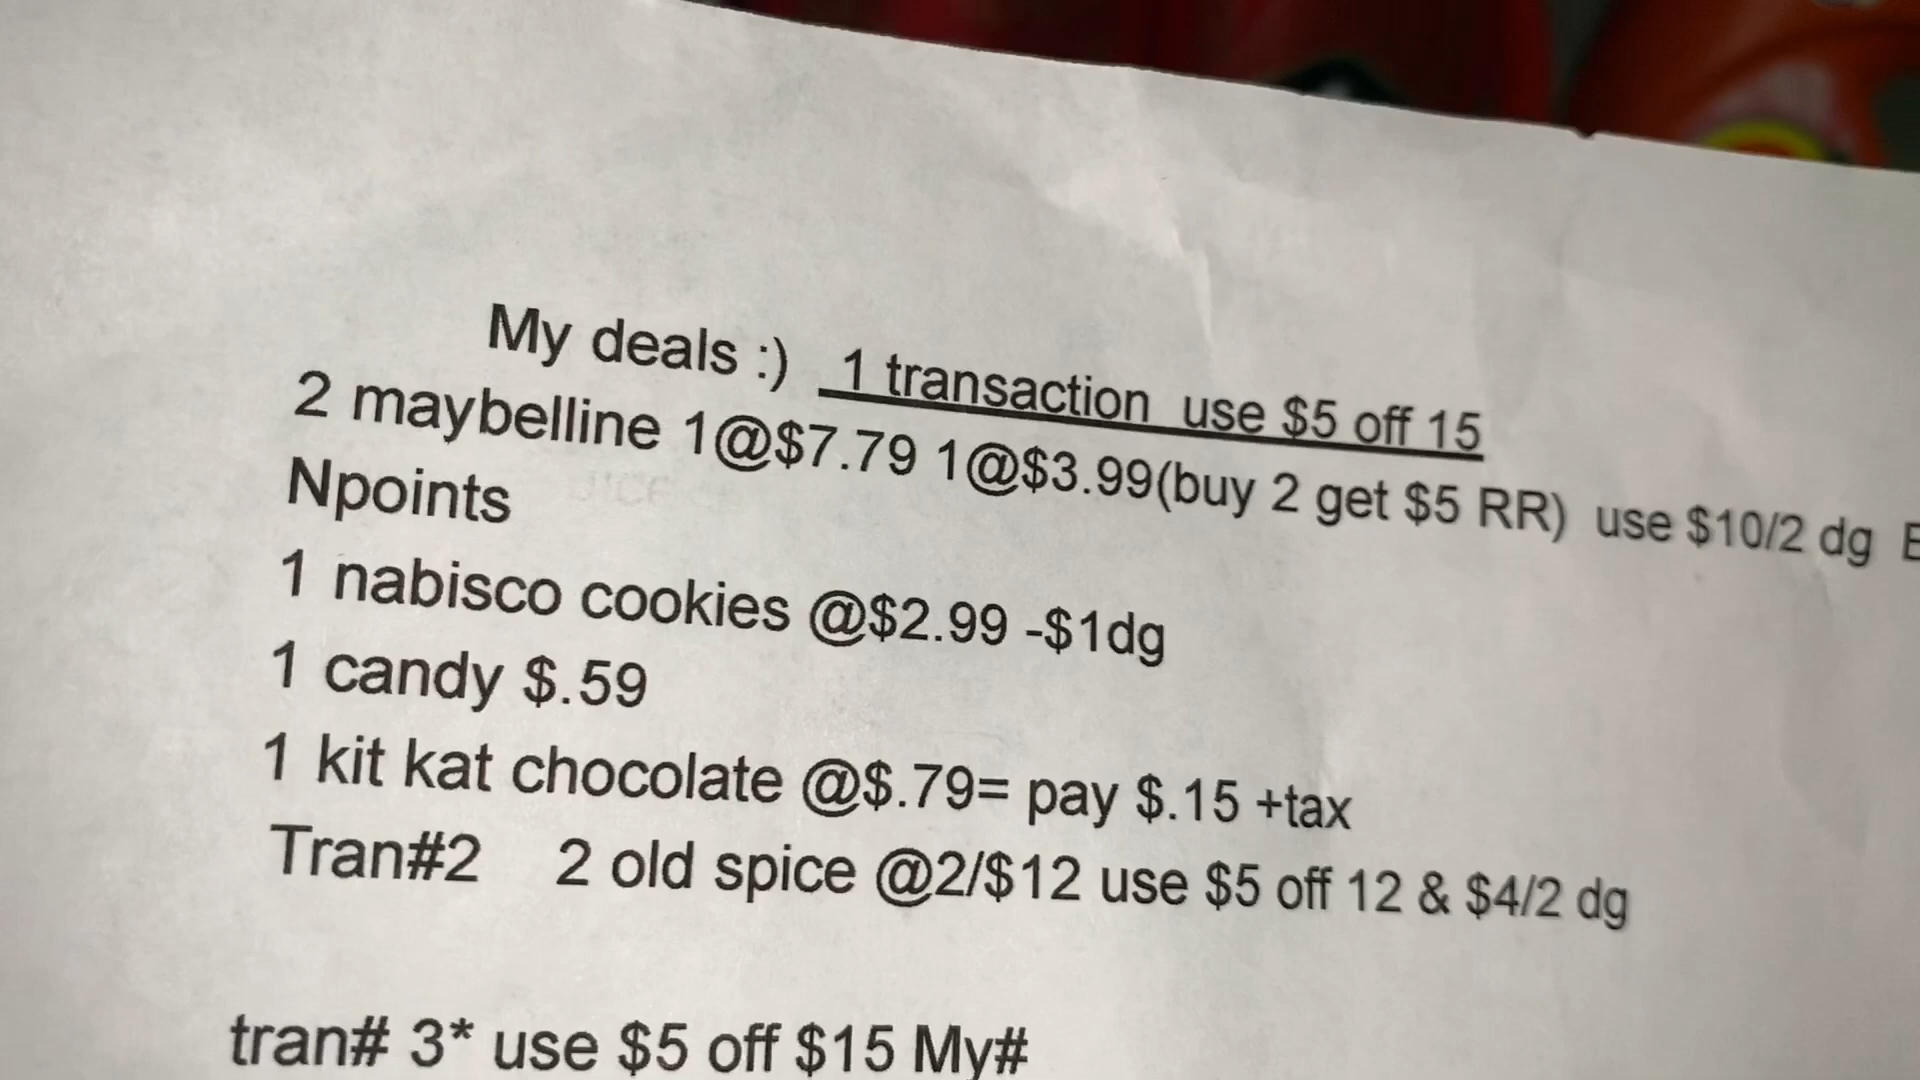 My deals :) 1 transaction use $5 off 15
2 maybelline 1@$7.79 1@$3.99(buy 2 get $5 RR) use $10/2 dg
Npoints
1 nabisco cookies @$2.99 -$1dg
1 candy $.59
1 kit kat chocolate @$.79= pay $.15 +tax
Tran#2 2 old spice @2/$12 use $5 off 12 & $4/2 dg
tran# 3* use $5 off $15 My#